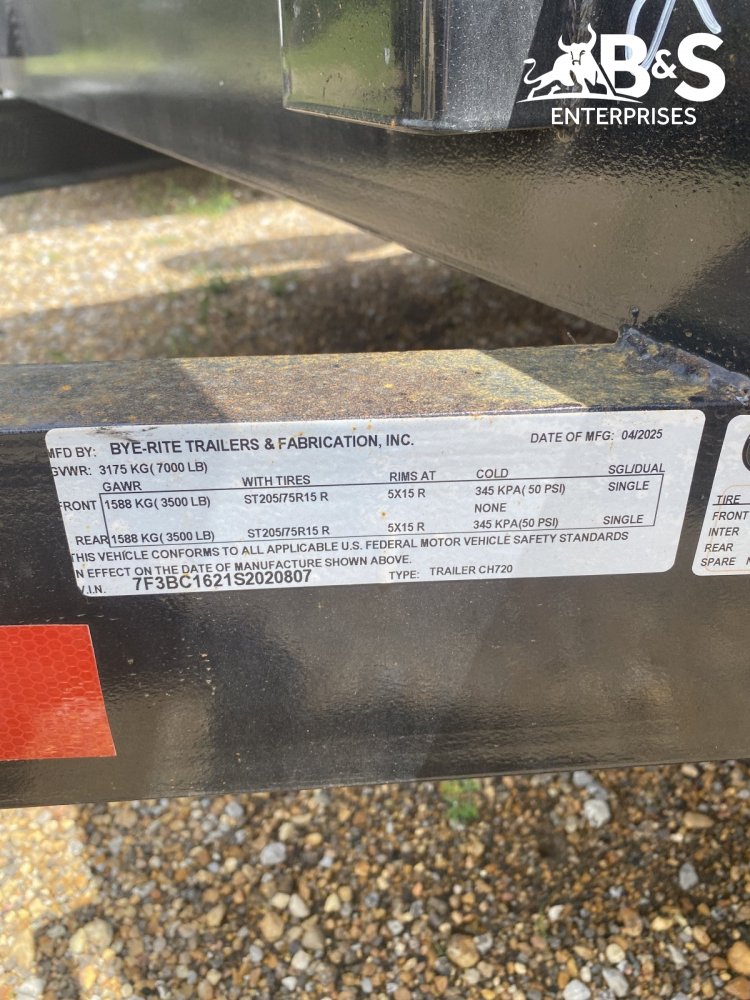 B&S
ENTERPRISES
MFD BY: BYE-RITE TRAILERS & FABRICATION, INC. DATE OF MFG: 04/2025
GVWR: 3175 KG( 7000 LB)
GAWR WITH TIRES RIMS AT COLD SGL/DUAL
FRONT 1588 KG( 3500 LB) ST205/75R15 R 5X15 R 345 KPA( 50 PSI) SINGLE
NONE
REAR 1588 KG( 3500 LB) ST205/75R15 R 5X15 R 345 KPA( 50 PSI) SINGLE
THIS VEHICLE CONFORMS TO ALL APPLICABLE U.S. FEDERAL MOTOR VEHICLE SAFETY STANDARDS
IN EFFECT ON THE DATE OF MANUFACTURE SHOWN ABOVE.
V.I.N. 7F3BC1621S2020807 TYPE: TRAILER CH720
TIRE
FRONT
INTER
REAR
SPARE